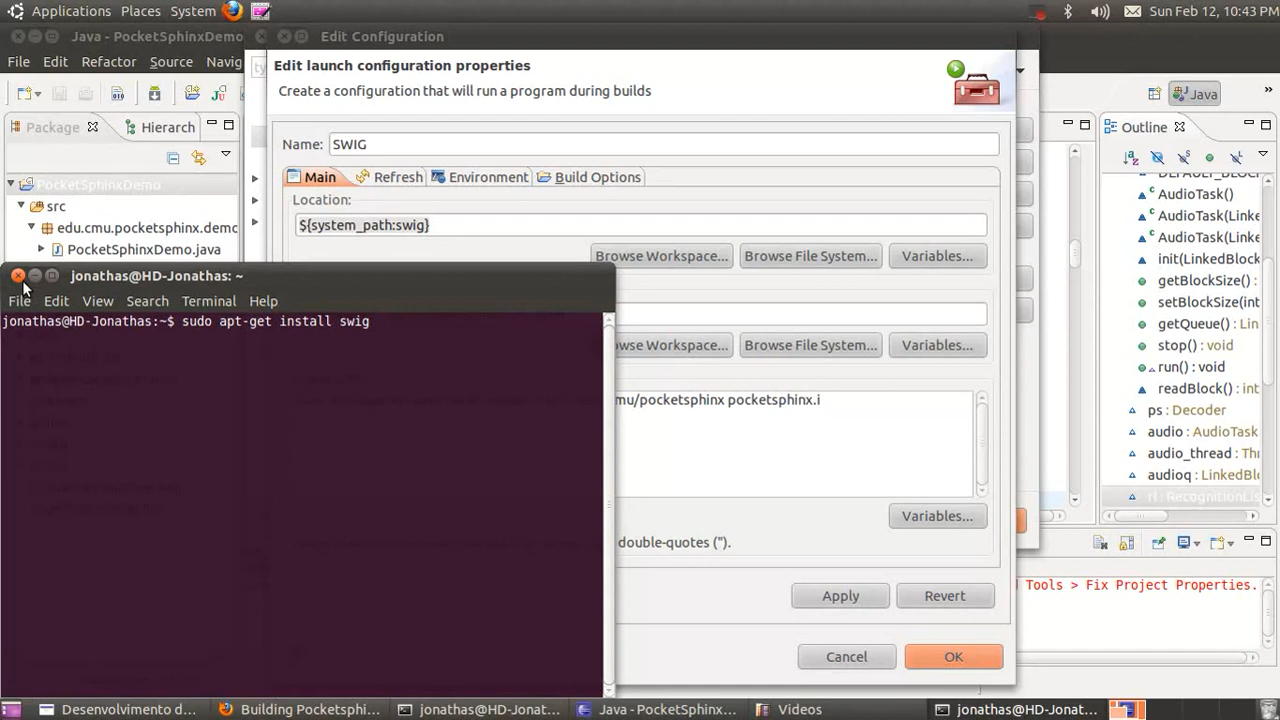 Applications Places System Sun Feb 12, 10:43 PM
Java - PocketSphinxDemo
Edit Configuration
File Edit Refactor Source Navig
Edit launch configuration properties
Create a configuration that will run a program during builds
Java
Package Hierarch
Outline
Name: SWIG
Main Refresh Environment Build Options
Location:
${system_path:swig}
Browse Workspace... Browse File System... Variables...
PocketSphinxDemo
src
edu.cmu.pocketsphinx.demo
PocketSphinxDemo.java
AudioTask()
AudioTask(Linke
AudioTask(Linke
init(LinkedBlock
getBlockSize()
setBlockSize(int
getQueue() : Lin
stop() : void
run() : void
readBlock() : int
ps : Decoder
audio : AudioTask
audio_thread : Thr
audioq : LinkedBlo
rl : RecognitionLis
jonathas@HD-Jonathas: ~
File Edit View Search Terminal Help
jonathas@HD-Jonathas:~$ sudo apt-get install swig
owse Workspace... Browse File System... Variables...
mu/pocketsphinx pocketsphinx.i
Variables...
double-quotes (").
Apply Revert
Cancel OK
d Tools > Fix Project Properties.
Desenvolvimento d... Building Pocketsphi... jonathas@HD-Jonat... Java - PocketSphinx... Videos jonathas@HD-Jonat...